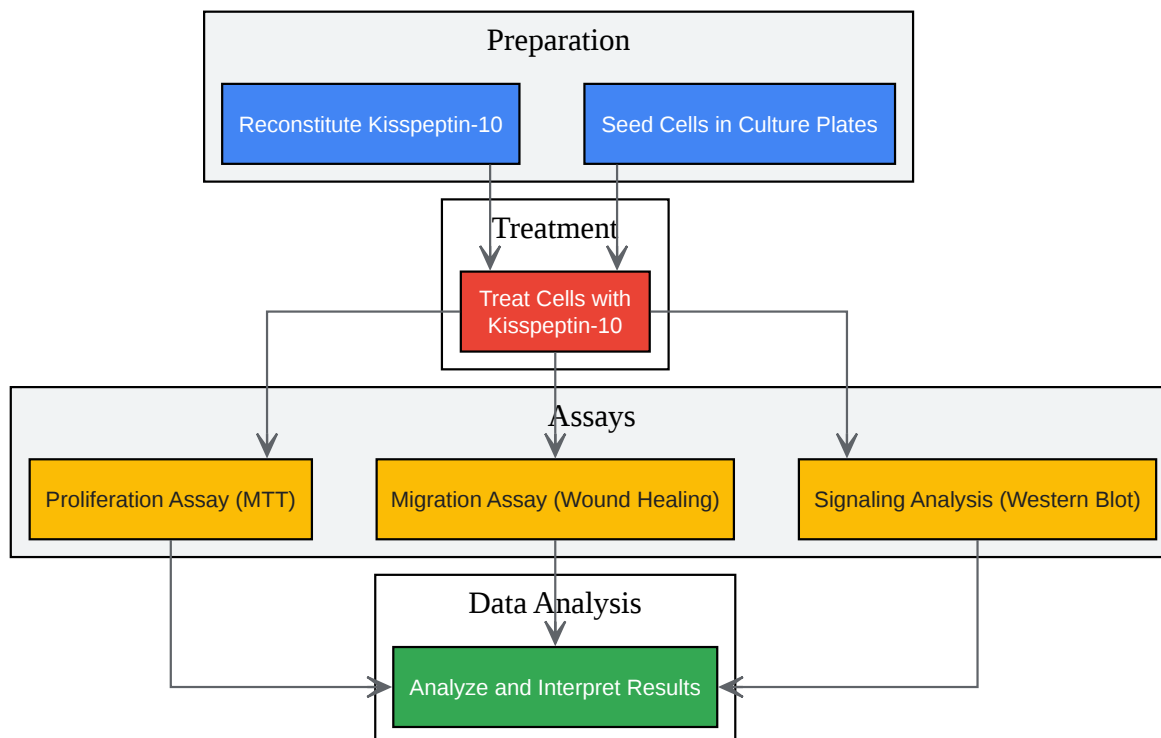 Preparation
Reconstitute Kisspeptin-10
Seed Cells in Culture Plates
Treatment
Treat Cells with
Kisspeptin-10
Assays
Proliferation Assay (MTT)
Migration Assay (Wound Healing)
Signaling Analysis (Western Blot)
Data Analysis
Analyze and Interpret Results